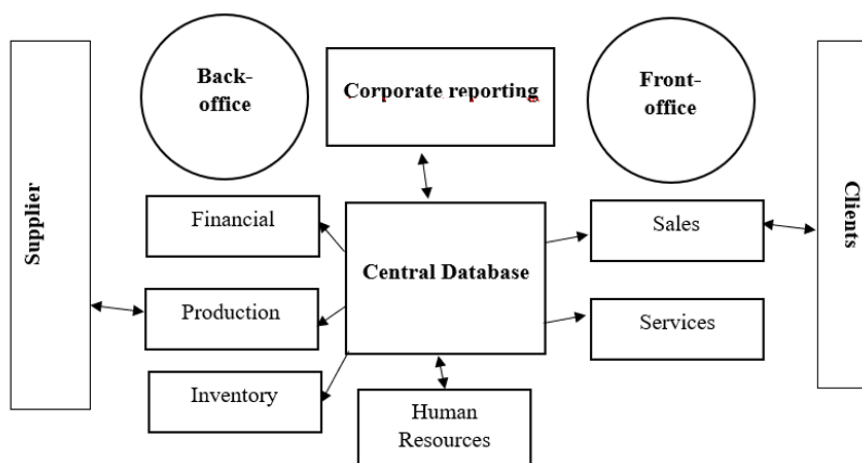 Back-
office
Corporate reporting
Front-
office
Supplier
Financial
Production
Inventory
Central Database
Human
Resources
Sales
Services
Clients